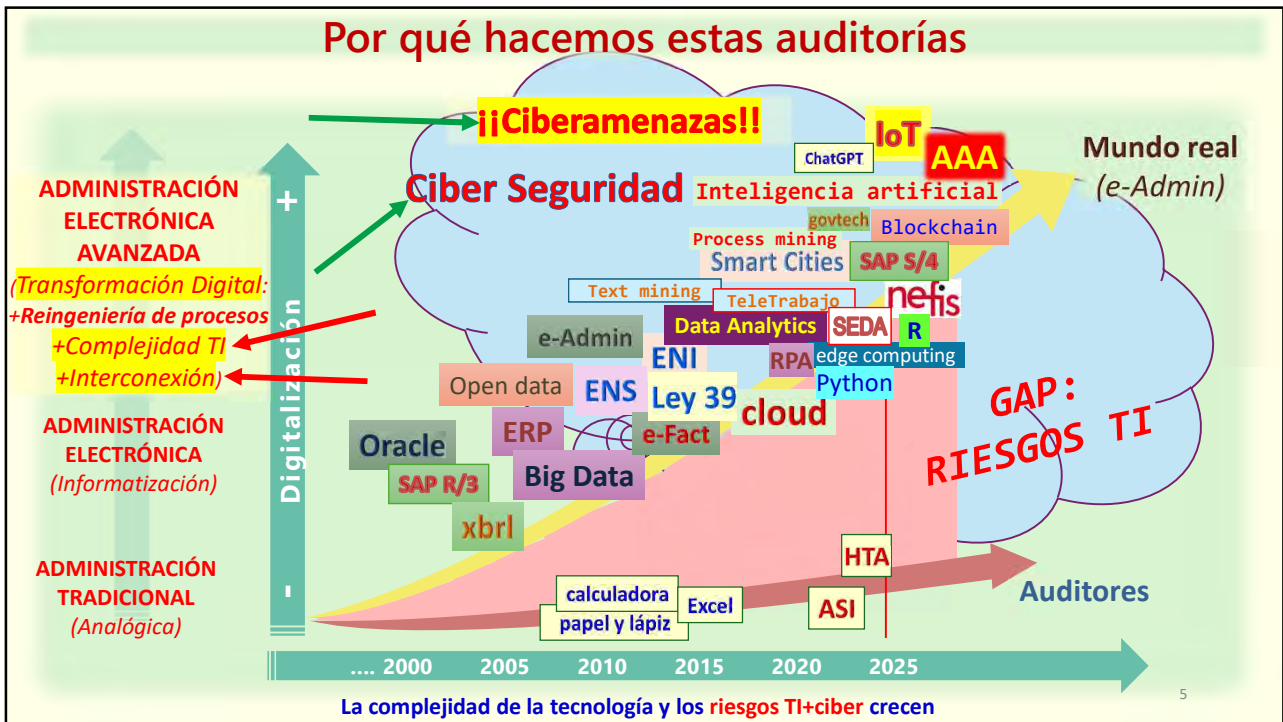 Por qué hacemos estas auditorías
¡¡Ciberamenazas!!
IoT
ChatGPT
AAA
Mundo real
(e-Admin)
Ciber Seguridad
Inteligencia artificial
govtech
Blockchain
Process mining
Smart Cities
SAP S/4
Text mining
TeleTrabajo
nefis
e-Admin
Data Analytics
SEDA
R
ENI
RPA
edge computing
Open data
ENS
Ley 39
Python
cloud
Oracle
ERP
e-Fact
SAP R/3
Big Data
xbrl
GAP:
RIESGOS TI
ADMINISTRACIÓN
ELECTRÓNICA
AVANZADA
(Transformación Digital:
+Reingeniería de procesos
+Complejidad TI
+Interconexión)
ADMINISTRACIÓN
ELECTRÓNICA
(Informatización)
ADMINISTRACIÓN
TRADICIONAL
(Analógica)
+
Digitalización
-
HTA
calculadora
Excel
papel y lápiz
ASI
Auditores
.... 2000 2005 2010 2015 2020 2025
La complejidad de la tecnología y los riesgos TI+ciber crecen
5